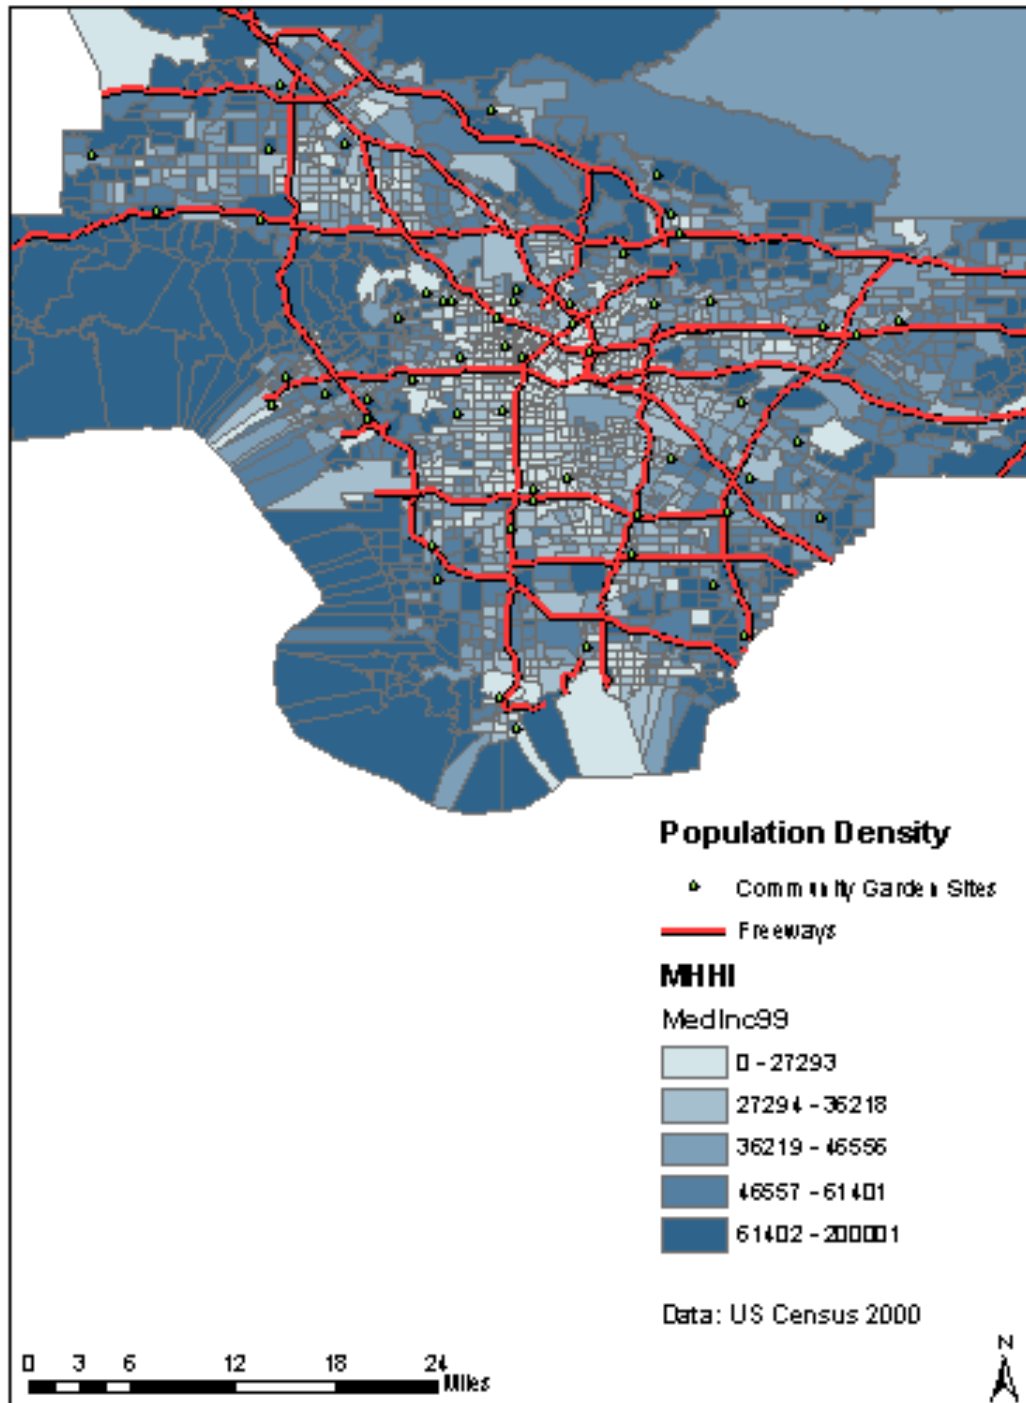 Population Density
Community Garden Sites
Freeways
MHHI
MedInc99
0 - 27293
27294 - 36218
36219 - 46556
46557 - 61401
61402 - 200001
Data: US Census 2000
N
0 3 6 12 18 24
Miles